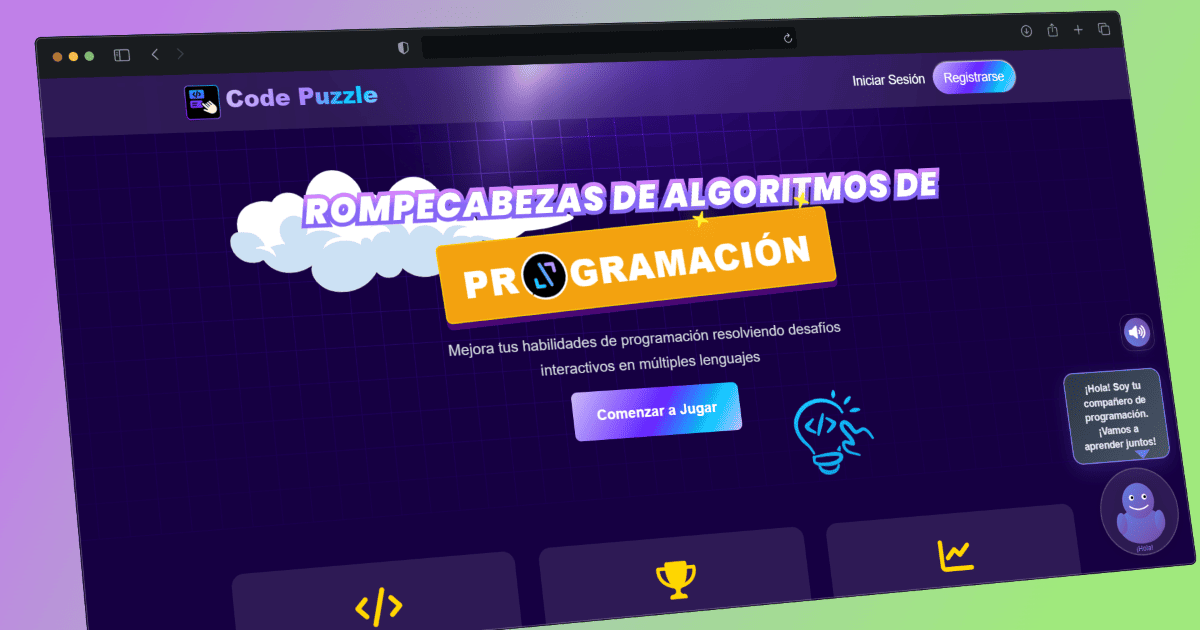 Code Puzzle
Iniciar Sesión
Registrarse
ROMPECABEZAS DE ALGORITMOS DE
PROGRAMACIÓN
Mejora tus habilidades de programación resolviendo desafíos
interactivos en múltiples lenguajes
Comenzar a Jugar
</>
¡Hola! Soy tu
compañero de
programación.
¡Vamos a
aprender juntos!
¡Hola!
</>